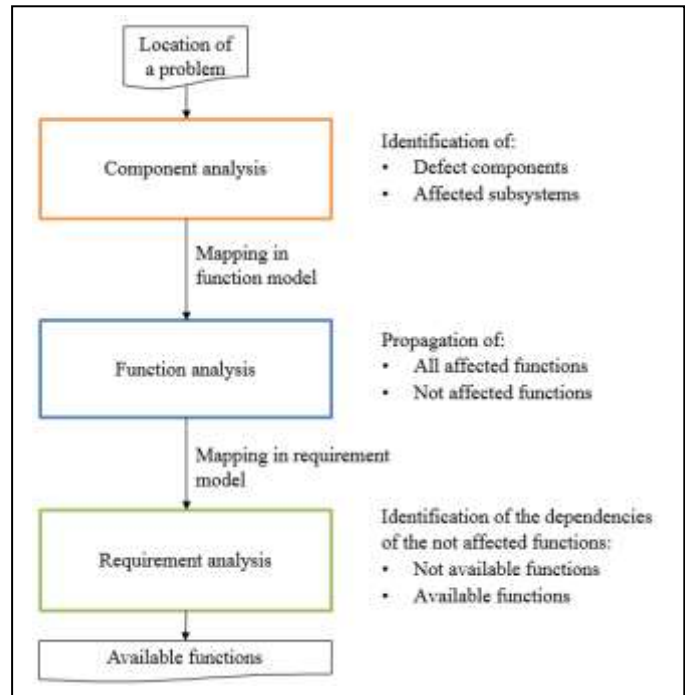 Location of
a problem
Component analysis
Identification of:
• Defect components
• Affected subsystems
Mapping in
function model
Function analysis
Propagation of:
• All affected functions
• Not affected functions
Mapping in requirement
model
Requirement analysis
Identification of the dependencies
of the not affected functions:
• Not available functions
• Available functions
Available functions